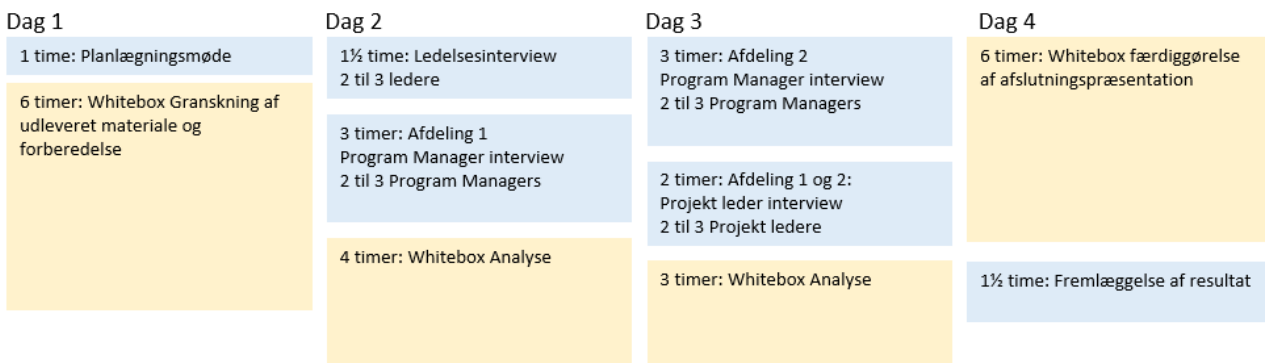 Dag 1
1 time: Planlægningsmøde
6 timer: Whitebox Granskning af
udleveret materiale og
forberedelse
Dag 2
1½ time: Ledelsesinterview
2 til 3 ledere
3 timer: Afdeling 1
Program Manager interview
2 til 3 Program Managers
4 timer: Whitebox Analyse
Dag 3
3 timer: Afdeling 2
Program Manager interview
2 til 3 Program Managers
2 timer: Afdeling 1 og 2:
Projekt leder interview
2 til 3 Projekt ledere
3 timer: Whitebox Analyse
Dag 4
6 timer: Whitebox færdiggørelse
af afslutningspræsentation
1½ time: Fremlæggelse af resultat